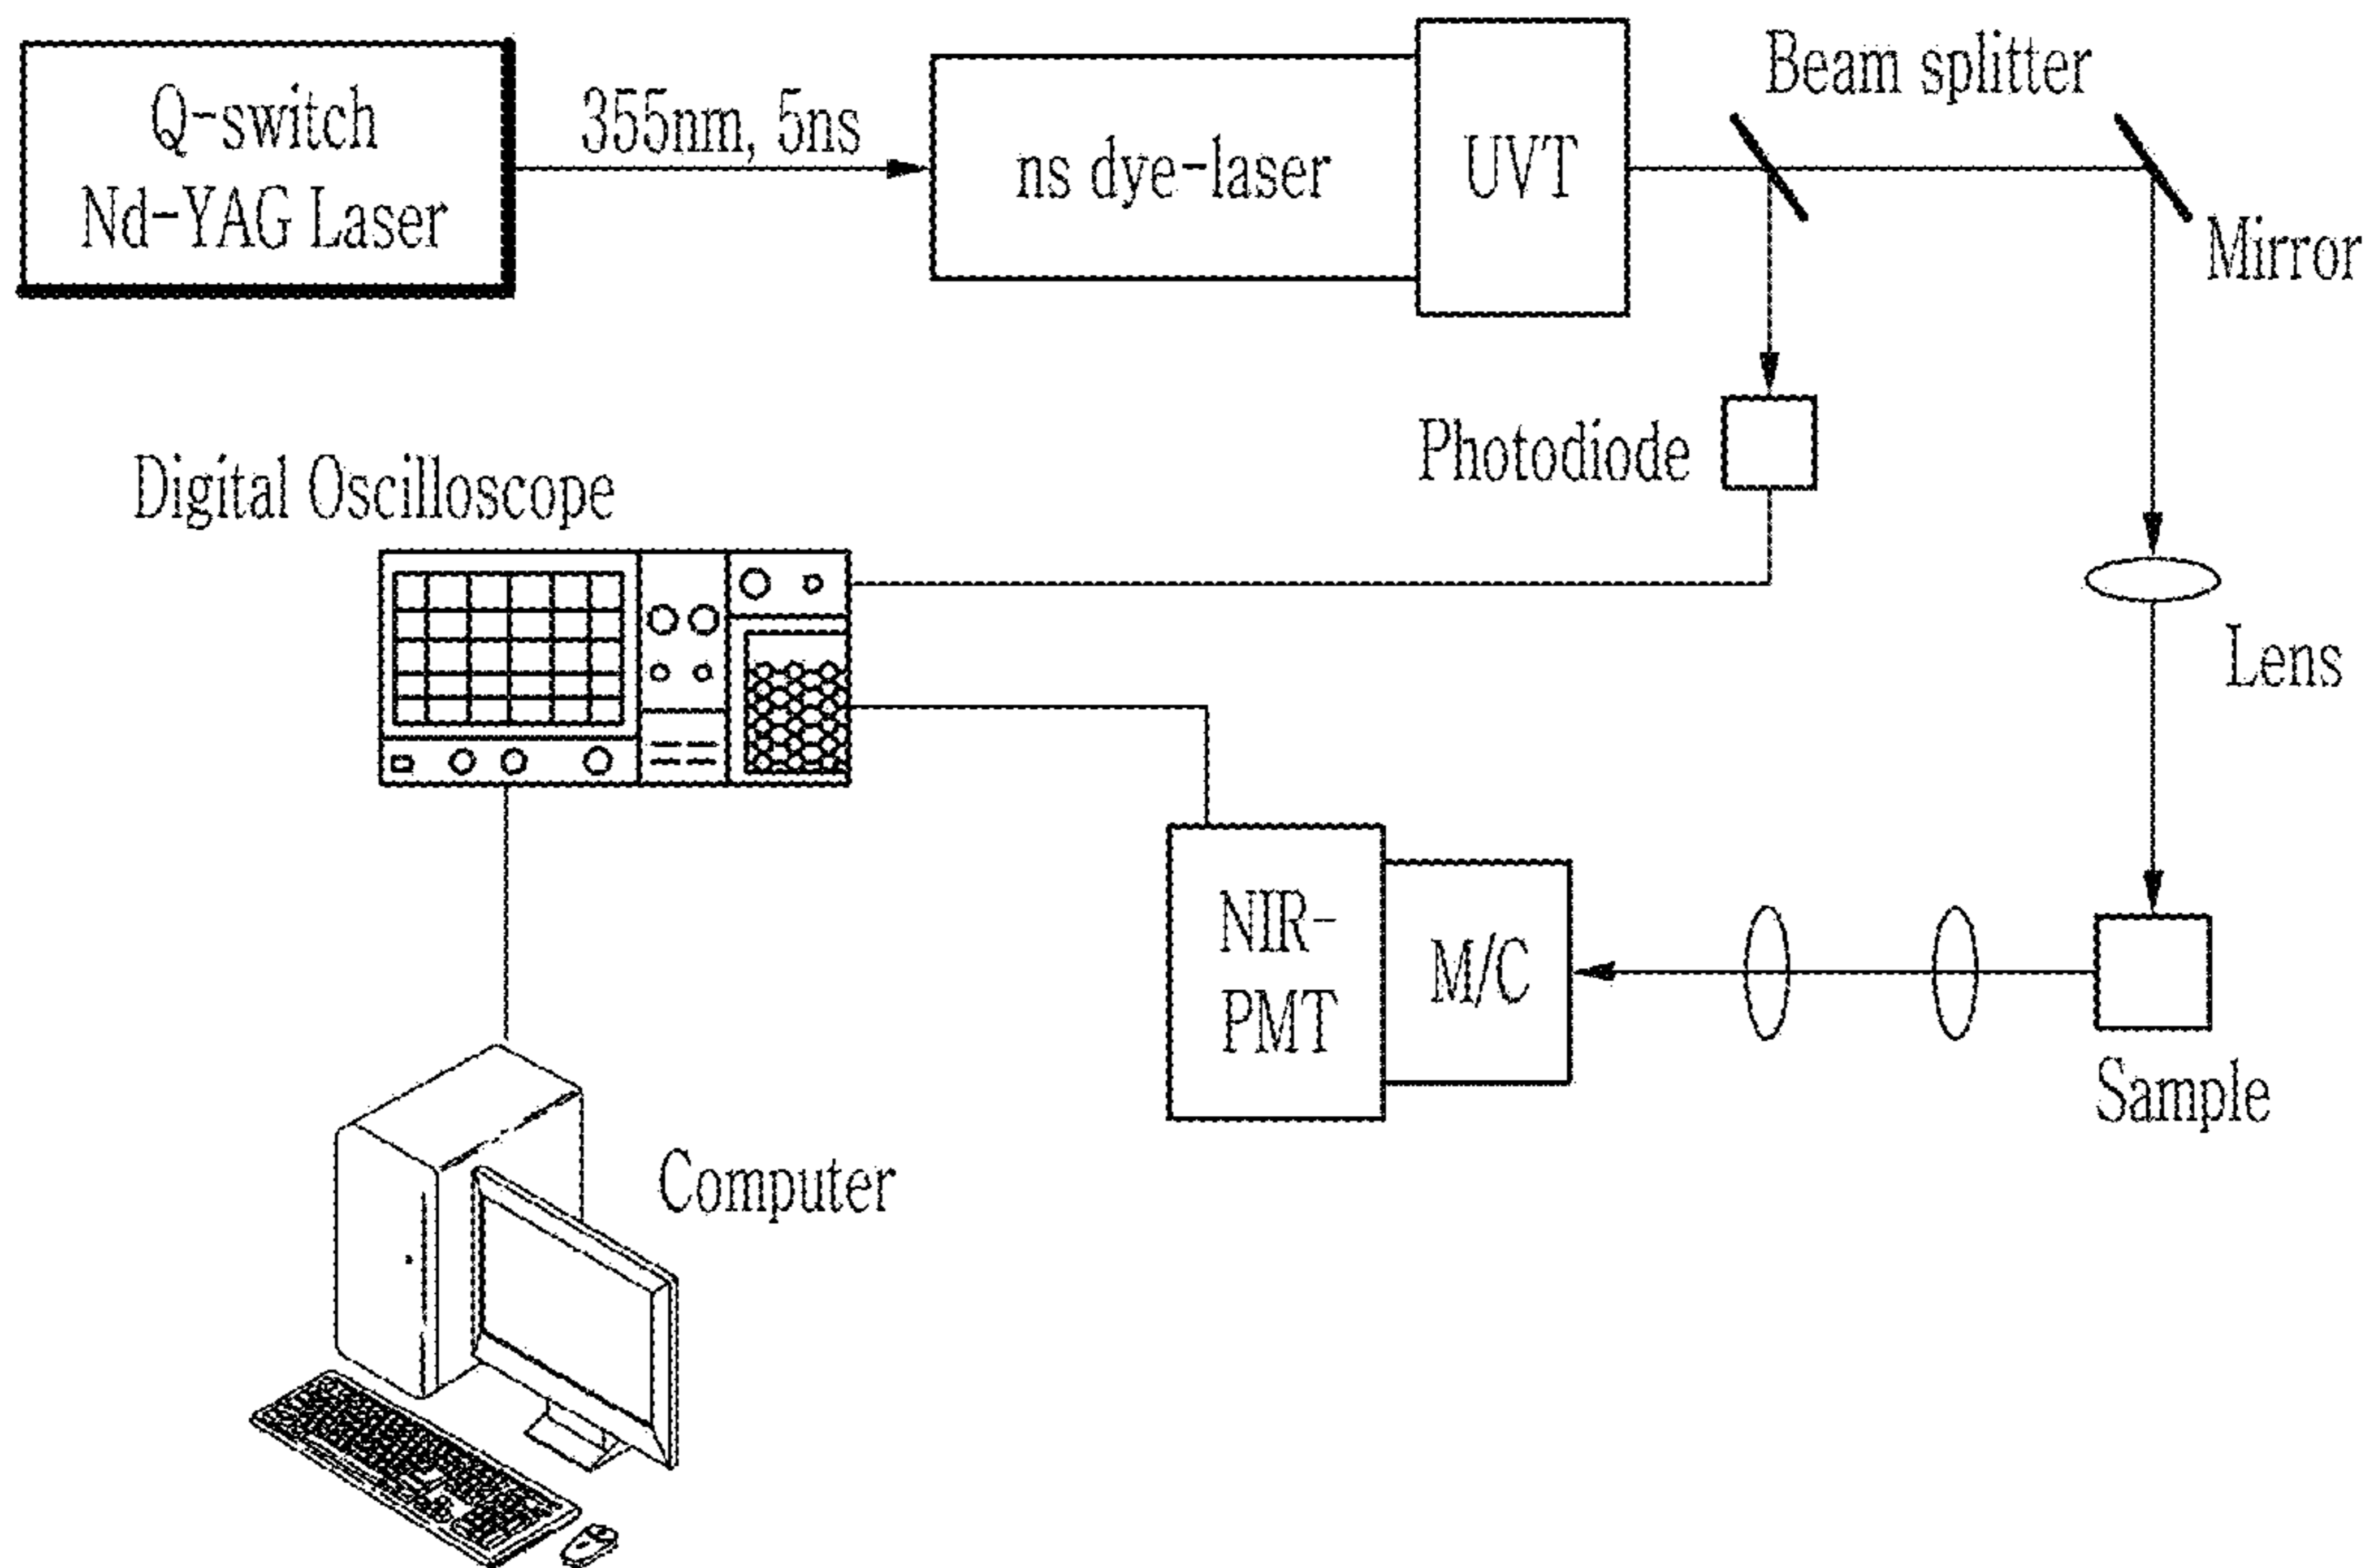 Q-switch
Nd-YAG Laser
355nm, 5ns
ns dye-laser
UVT
Beam splitter
Mirror
Photodiode
Digital Oscilloscope
Lens
NIR-
PMT
M/C
Sample
Computer